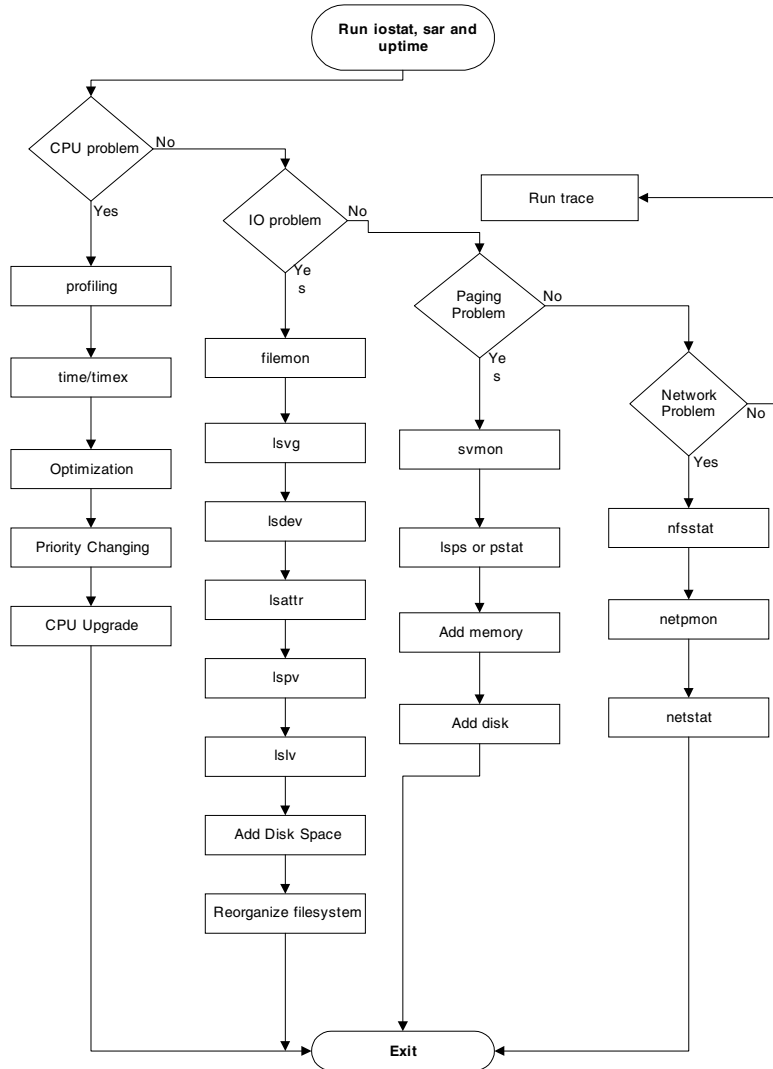 Run iostat, sar and
uptime
CPU problem
No
Yes
IO problem
No
Ye
s
Run trace
Paging
Problem
No
Ye
s
Network
Problem
No
Yes
profiling
time/timex
Optimization
Priority Changing
CPU Upgrade
filemon
lsvg
lsdev
lsattr
lspv
lslv
Add Disk Space
Reorganize filesystem
svmon
lsps or pstat
Add memory
Add disk
nfsstat
netpmon
netstat
Exit